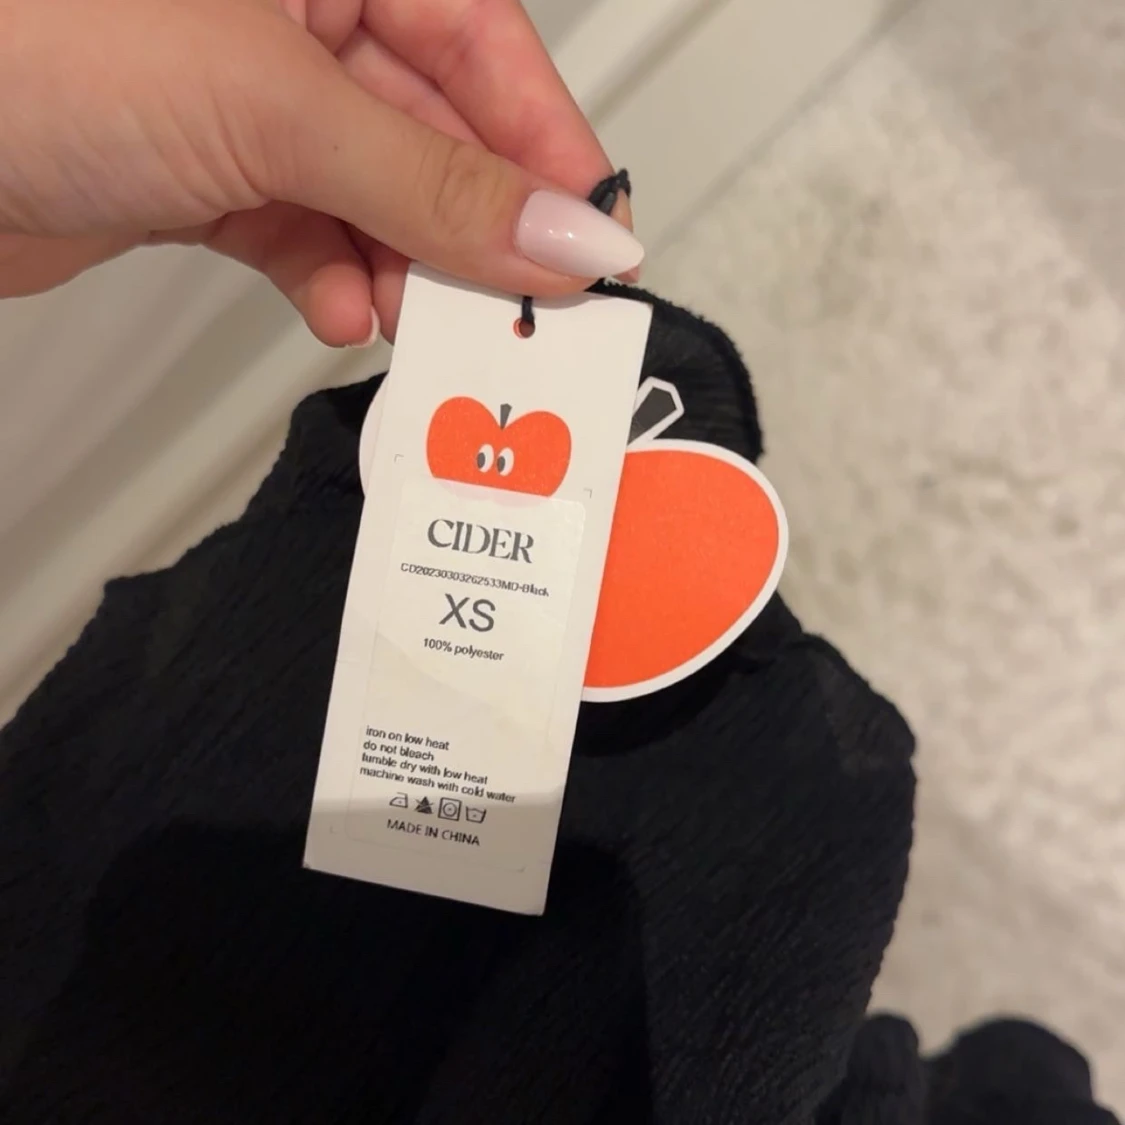 CIDER
CD20230303262533MD-Black
XS
100% polyester
iron on low heat
do not bleach
tumble dry with low heat
machine wash with cold water
MADE IN CHINA